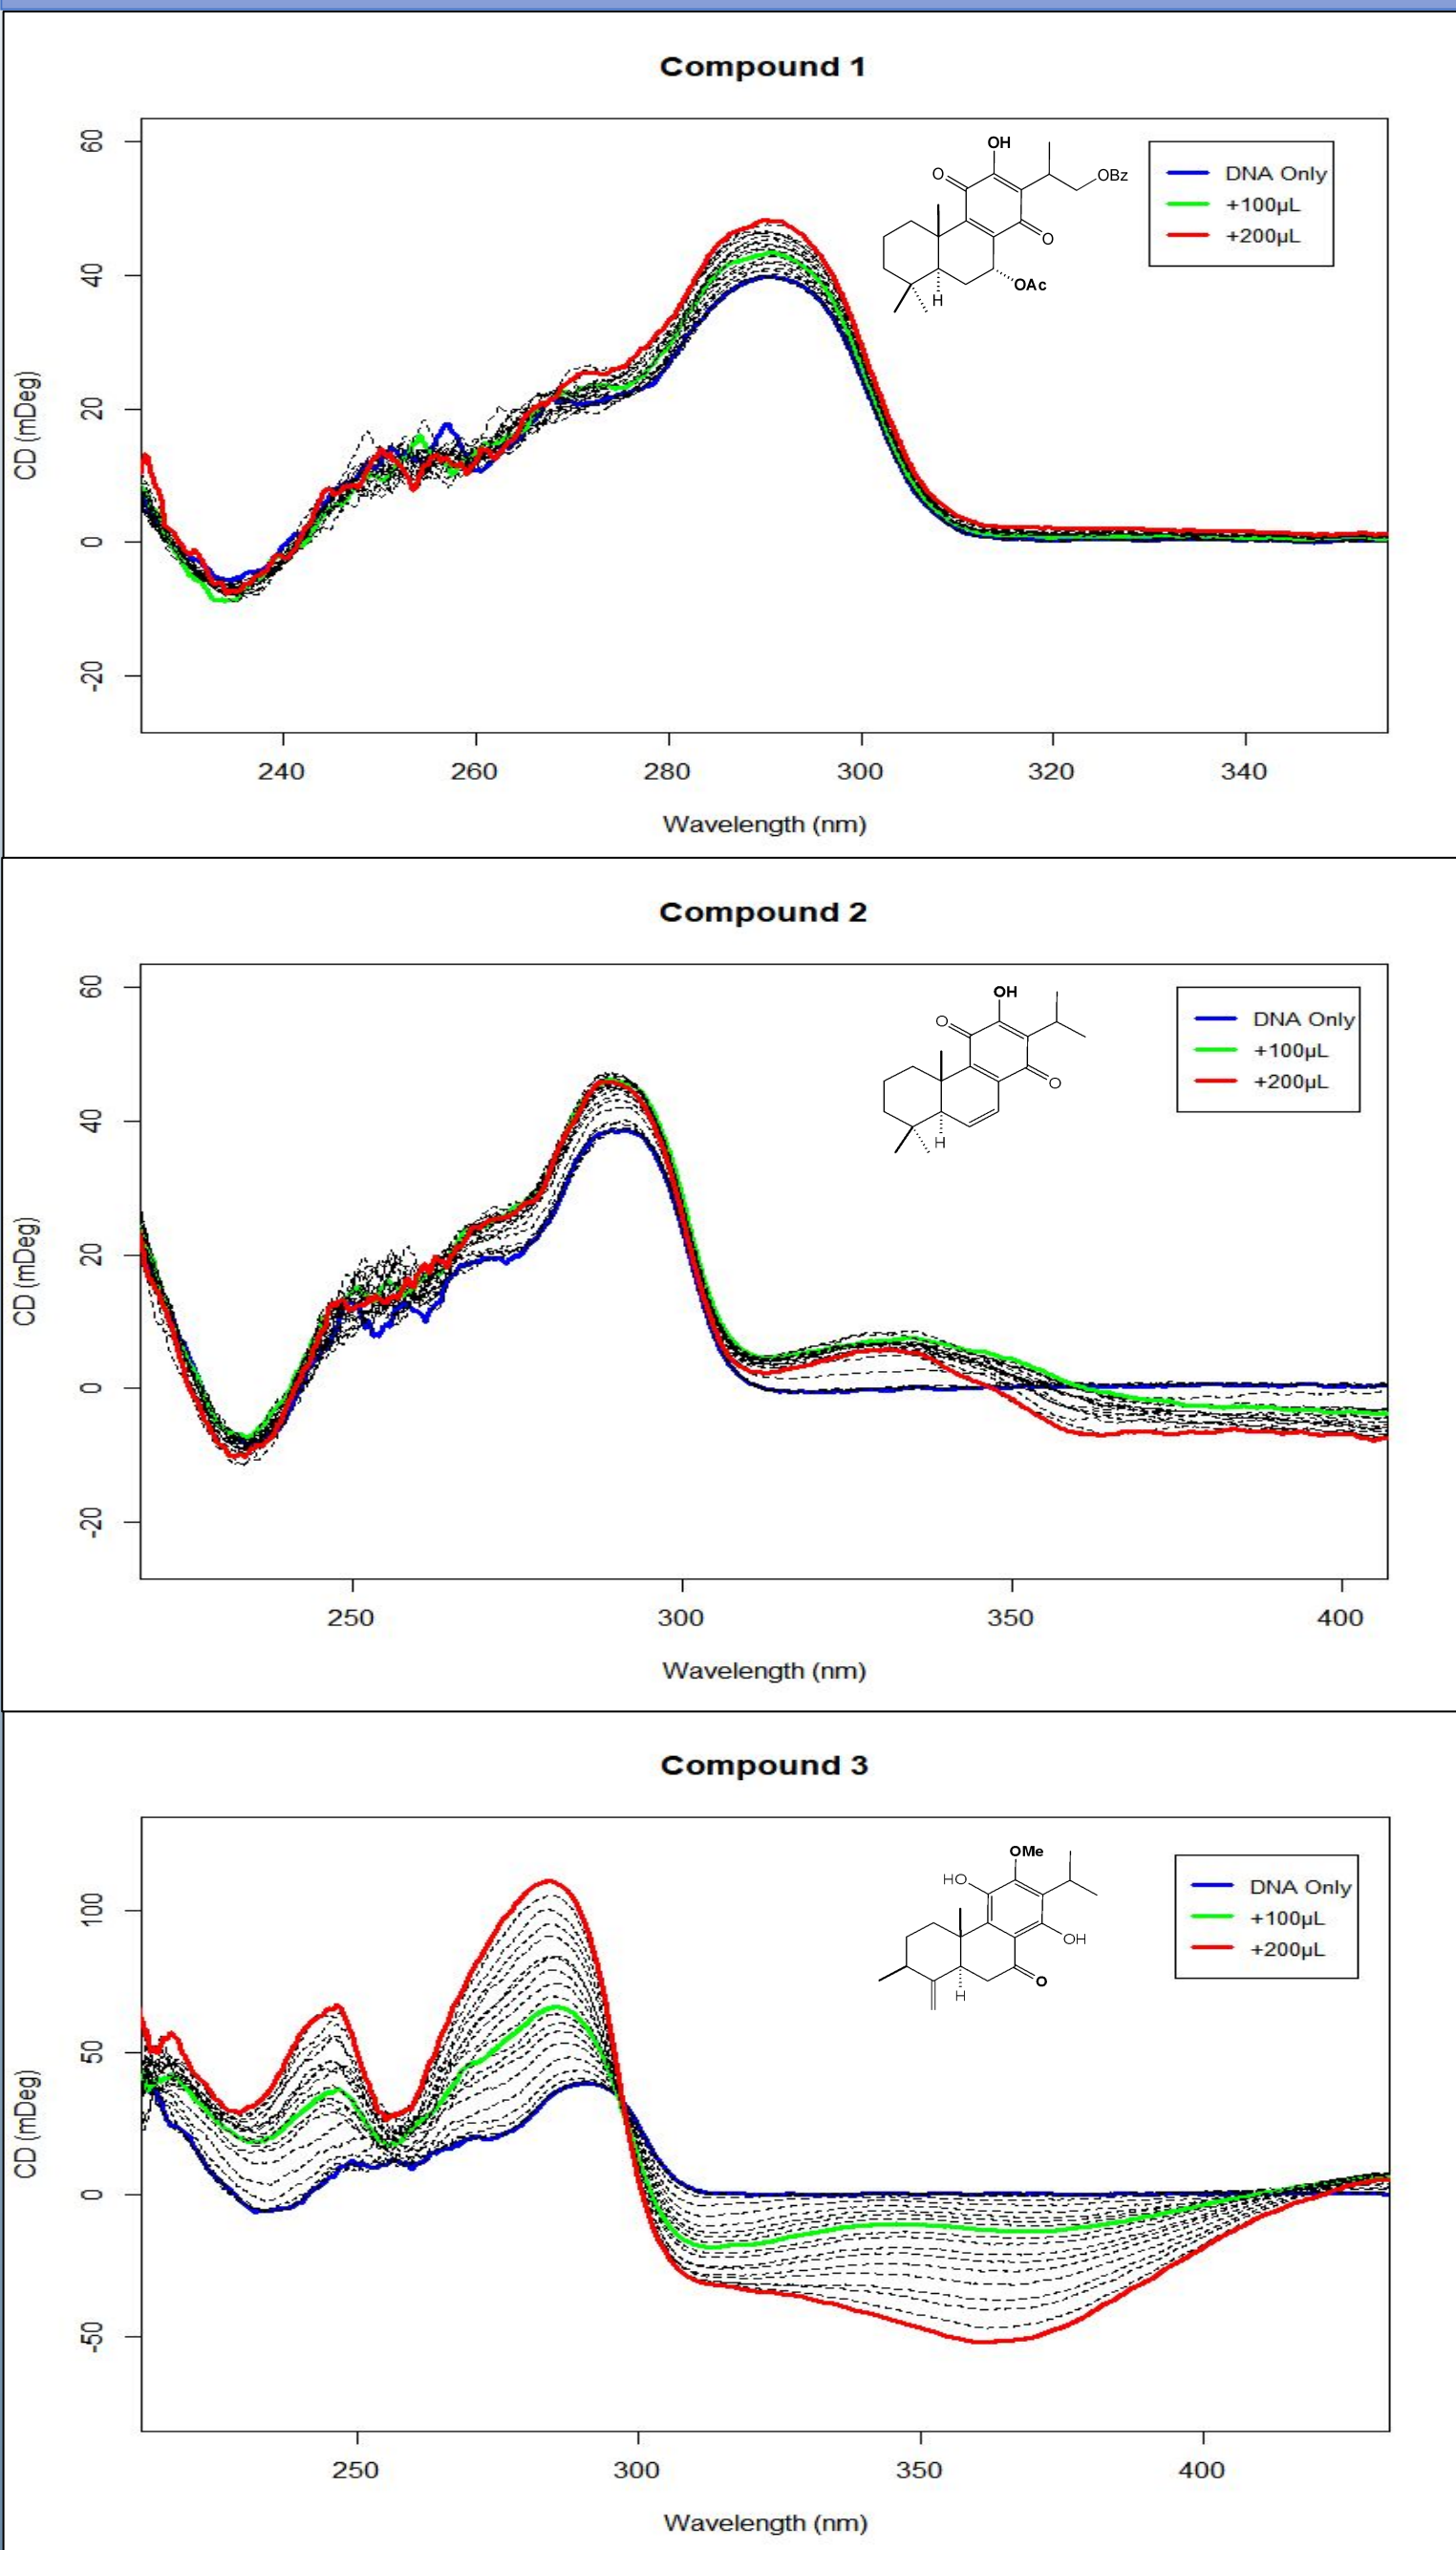 Compound 1
60
40
20
0
-20
CD (mDeg)
OH
O
OBz
O
OAc
H
DNA Only
+100µL
+200µL
240 260 280 300 320 340
Wavelength (nm)
Compound 2
60
40
20
0
-20
CD (mDeg)
OH
O
O
H
DNA Only
+100µL
+200µL
250 300 350 400
Wavelength (nm)
Compound 3
100
50
0
-50
CD (mDeg)
OMe
HO
OH
O
H
DNA Only
+100µL
+200µL
250 300 350 400
Wavelength (nm)